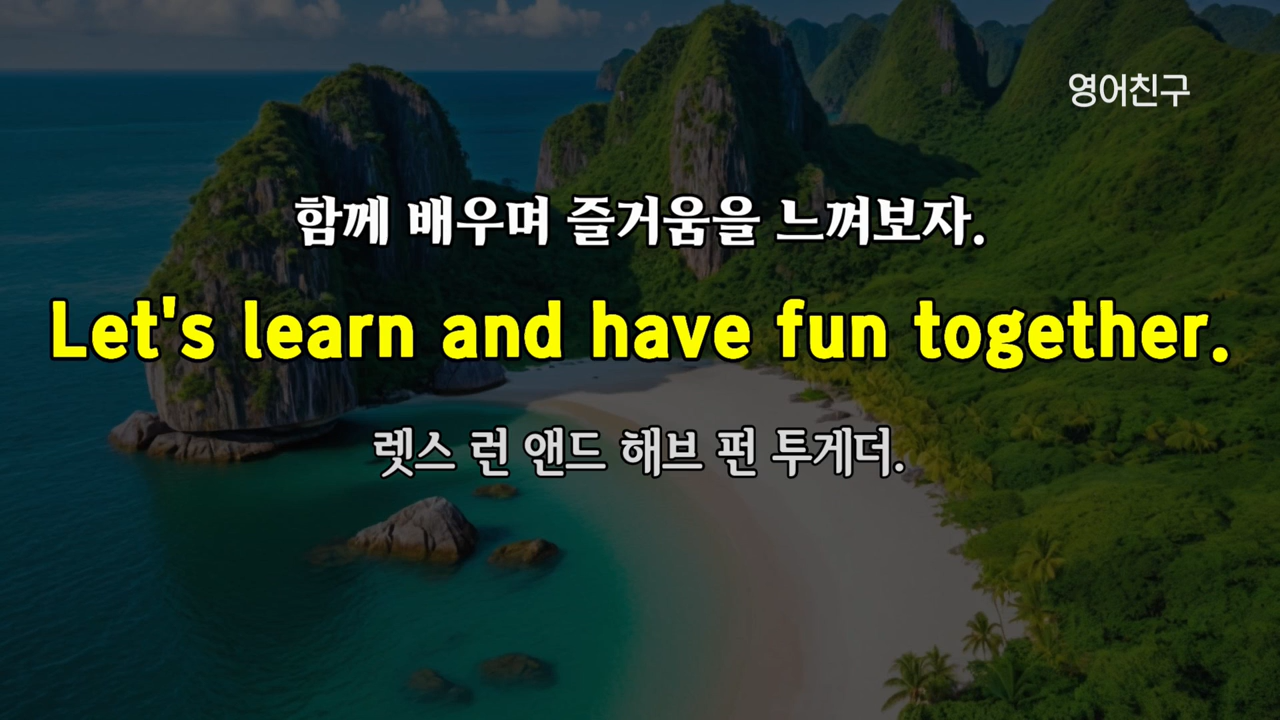 영어친구
함께 배우며 즐거움을 느껴보자.
Let's learn and have fun together.
렛스 런 앤드 해브 펀 투게더.